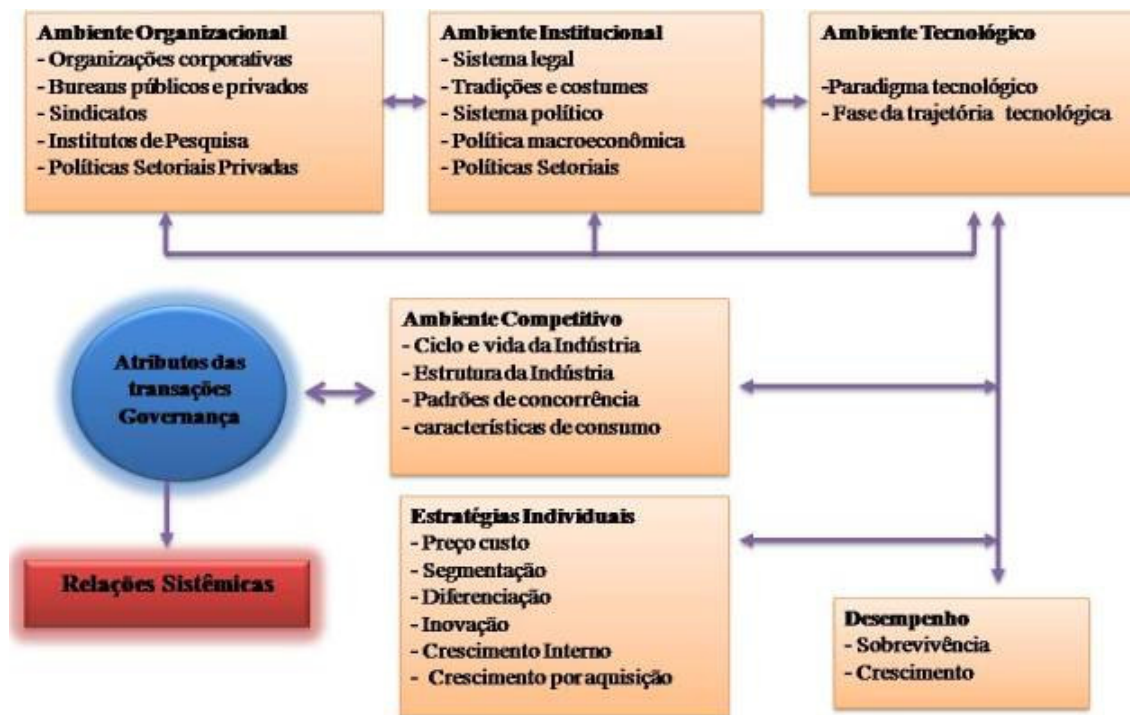 Ambiente Organizacional
- Organizações corporativas
- Bureaus públicos e privados
- Sindicatos
- Institutos de Pesquisa
- Políticas Setoriais Privadas
Ambiente Institucional
- Sistema legal
- Tradições e costumes
- Sistema político
- Política macroeconômica
- Políticas Setoriais
Ambiente Tecnológico
-Paradigma tecnológico
- Fase da trajetória tecnológica
Atributos das
transações
Governança
Ambiente Competitivo
- Ciclo e vida da Indústria
- Estrutura da Indústria
- Padrões de concorrência
- características de consumo
Relações Sistêmicas
Estratégias Individuais
- Preço custo
- Segmentação
- Diferenciação
- Inovação
- Crescimento Interno
- Crescimento por aquisição
Desempenho
- Sobrevivência
- Crescimento